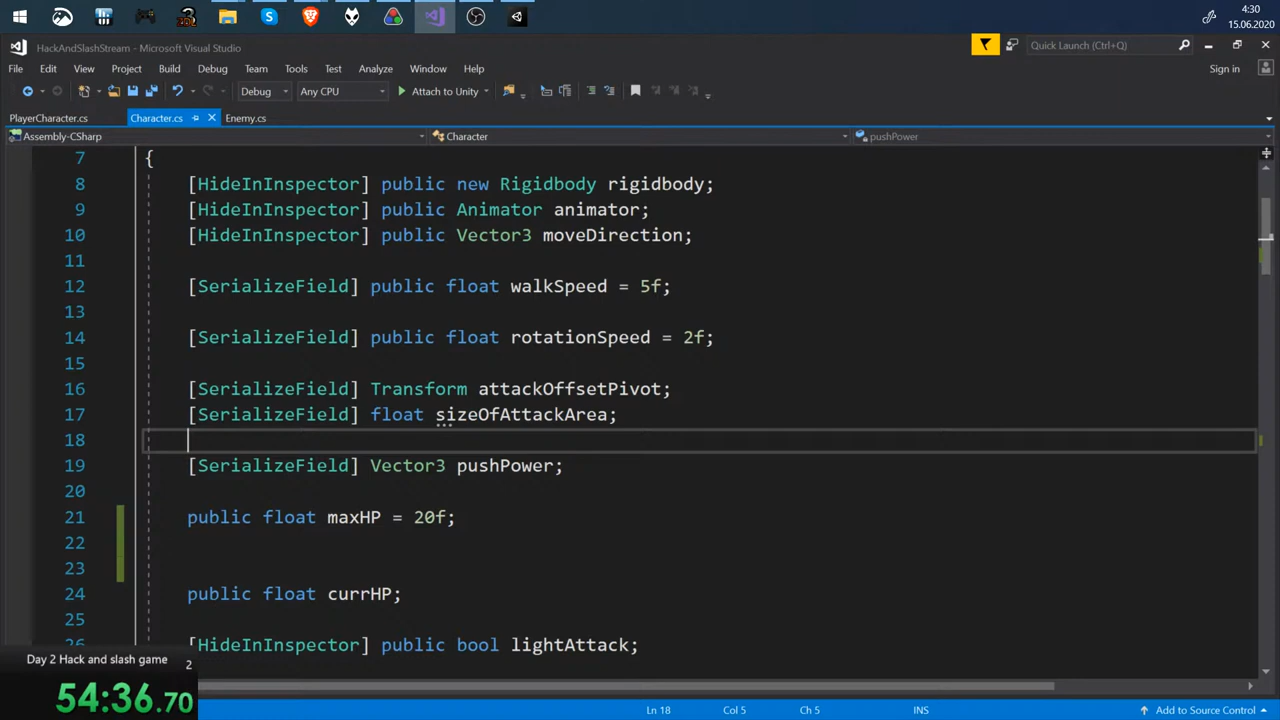 4:30
15.06.2020
HackAndSlashStream - Microsoft Visual Studio
Quick Launch (Ctrl+Q)
File Edit View Project Build Debug Team Tools Test Analyze Window Help
Sign in
Debug Any CPU Attach to Unity
PlayerCharacter.cs Character.cs Enemy.cs
Assembly-CSharp Character pushPower
7 {
8 [HideInInspector] public new Rigidbody rigidbody;
9 [HideInInspector] public Animator animator;
10 [HideInInspector] public Vector3 moveDirection;
11
12 [SerializeField] public float walkSpeed = 5f;
13
14 [SerializeField] public float rotationSpeed = 2f;
15
16 [SerializeField] Transform attackOffsetPivot;
17 [SerializeField] float sizeOfAttackArea;
18
19 [SerializeField] Vector3 pushPower;
20
21 public float maxHP = 20f;
22
23
24 public float currHP;
25
26 [HideInInspector] public bool lightAttack;
Day 2 Hack and slash game 2
54:36.70
Ln 18 Col 5 Ch 5 INS Add to Source Control